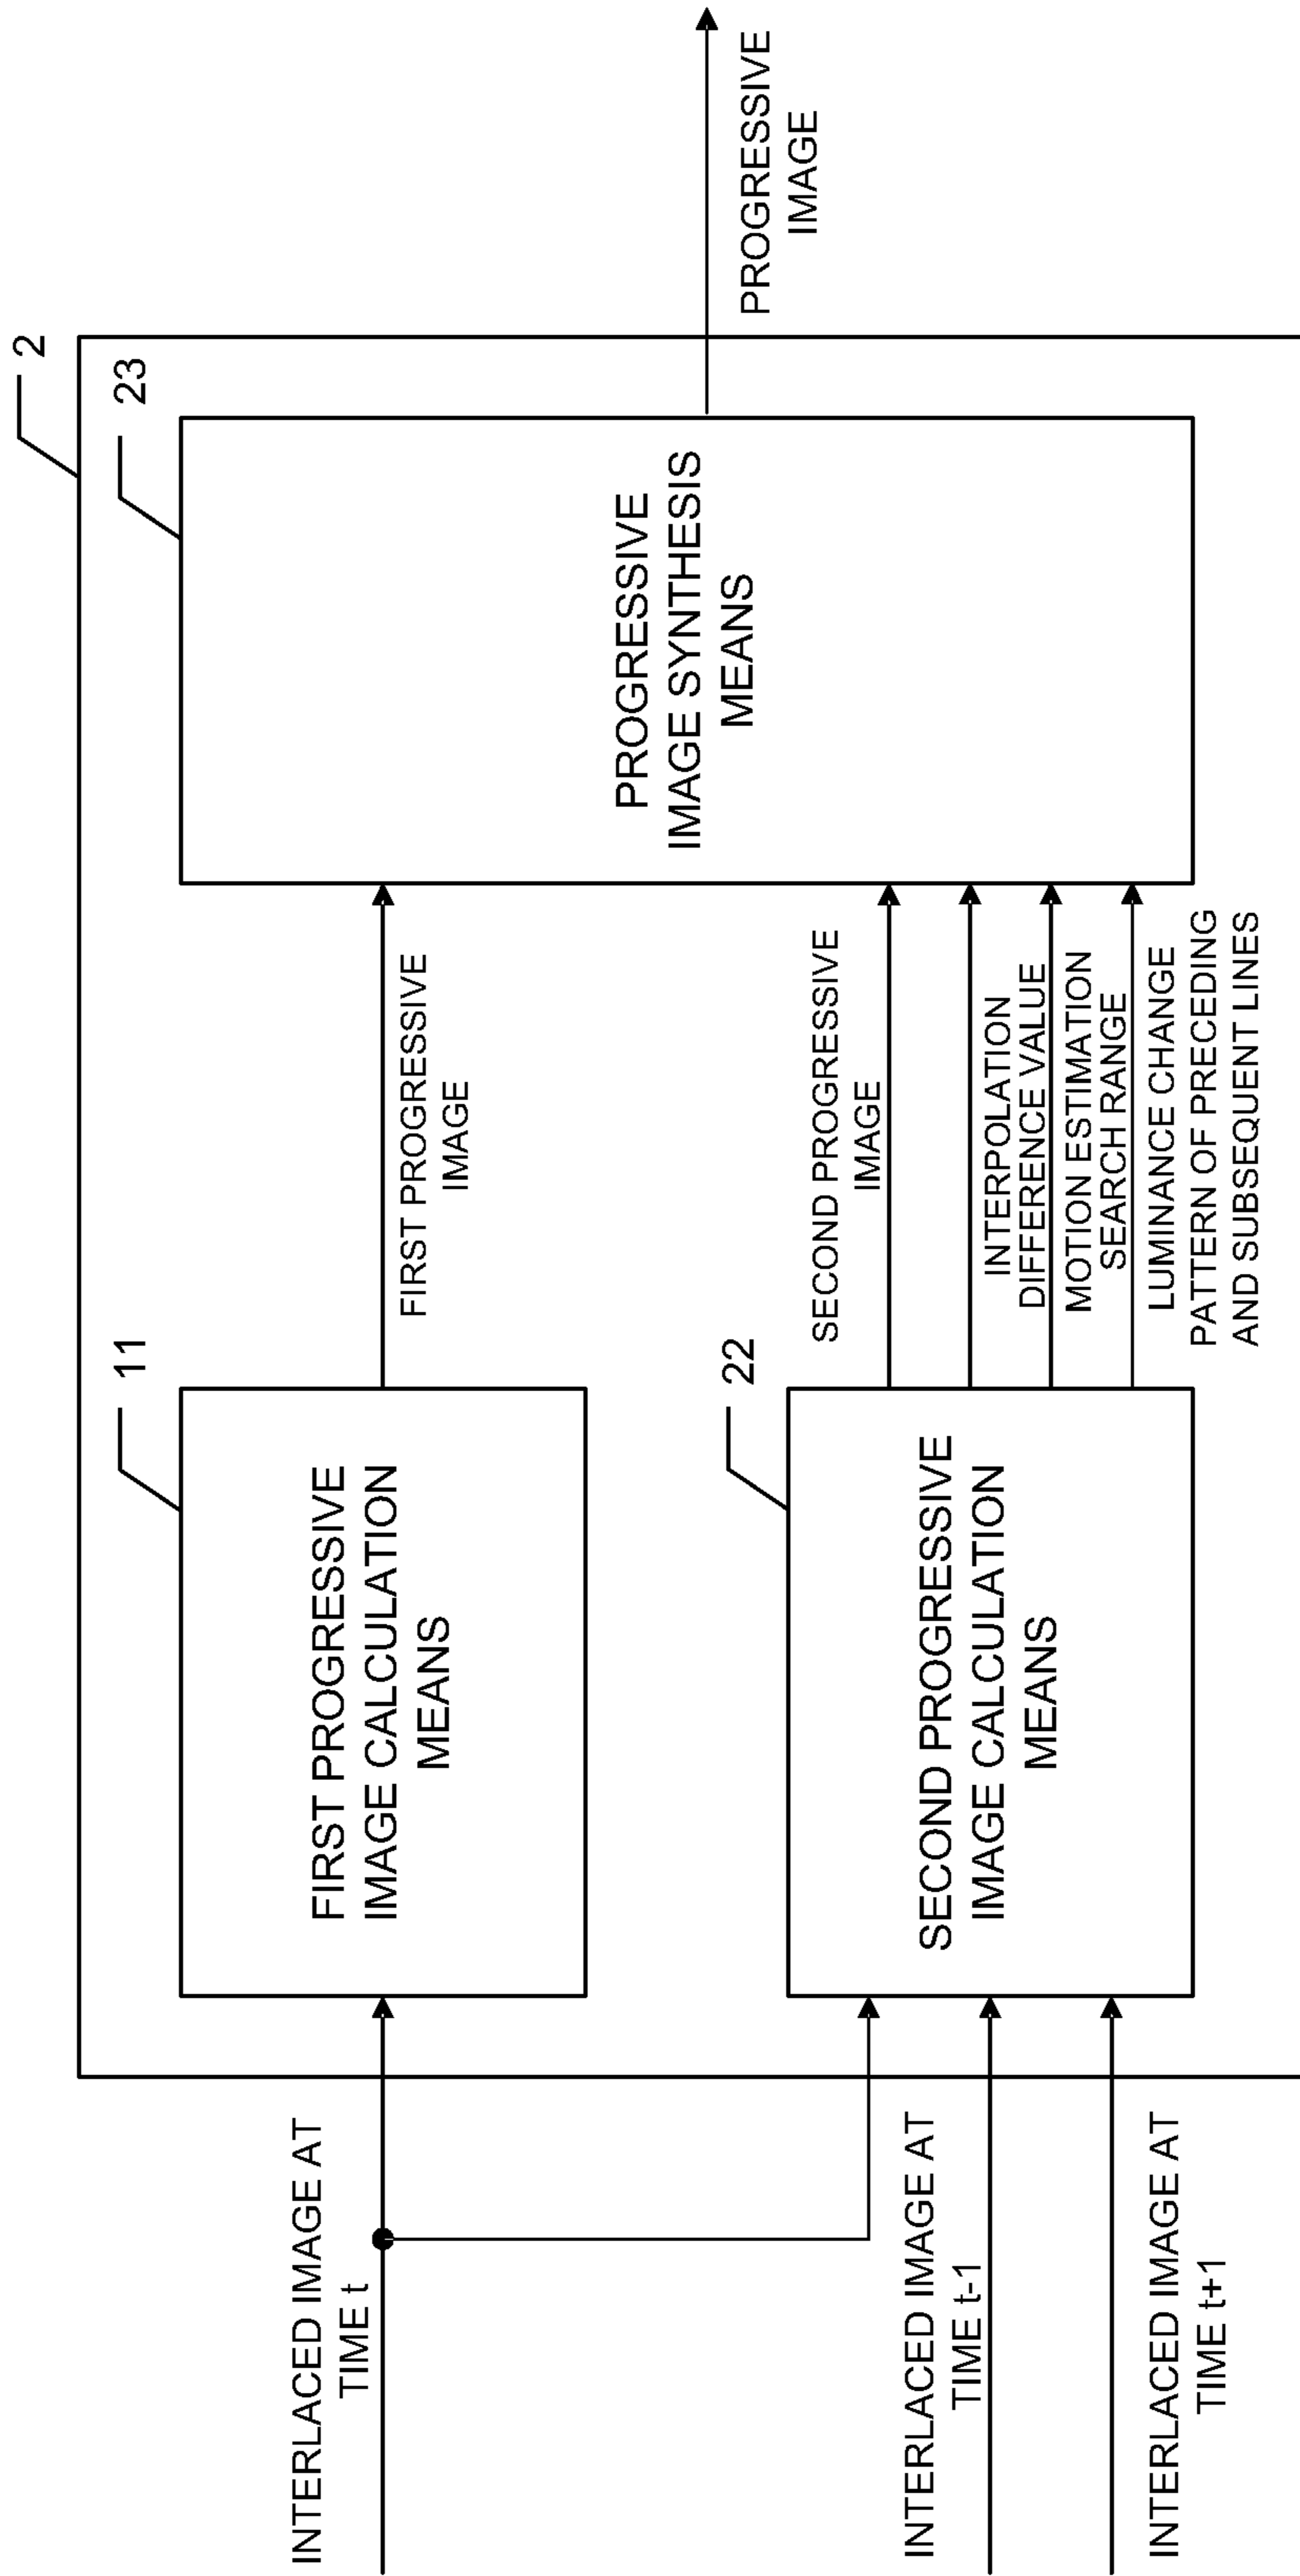 2
23
11
22
INTERLACED IMAGE AT
TIME t
FIRST PROGRESSIVE
IMAGE CALCULATION
MEANS
FIRST PROGRESSIVE
IMAGE
PROGRESSIVE
IMAGE SYNTHESIS
MEANS
PROGRESSIVE
IMAGE
INTERLACED IMAGE AT
TIME t-1
INTERLACED IMAGE AT
TIME t+1
SECOND PROGRESSIVE
IMAGE CALCULATION
MEANS
SECOND PROGRESSIVE
IMAGE
INTERPOLATION
DIFFERENCE VALUE
MOTION ESTIMATION
SEARCH RANGE
LUMINANCE CHANGE
PATTERN OF PRECEDING
AND SUBSEQUENT LINES